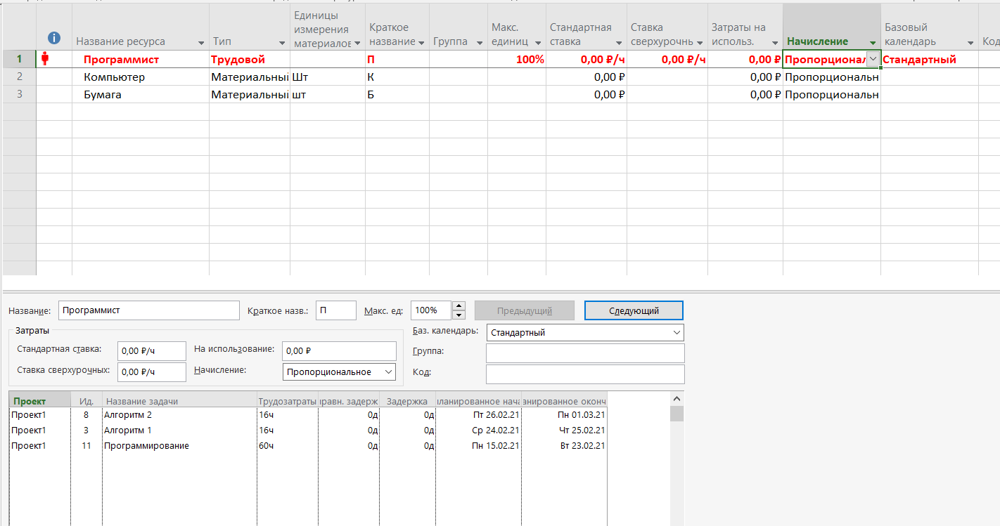 Название ресурса Тип Единицы измерения материалов Краткое название Группа Макс. единиц Стандартная ставка Ставка сверхурочнь Затраты на использ. Начисление Базовый календарь Код
1 Программист Трудовой П 100% 0,00 ₽/ч 0,00 ₽/ч 0,00 ₽ Пропорционал Стандартный
2 Компьютер Материальный Шт К 0,00 ₽ 0,00 ₽ Пропорциональн
3 Бумага Материальный шт Б 0,00 ₽ 0,00 ₽ Пропорциональн
Название: Программист Краткое назв.: П Макс. ед: 100% Предыдущий Следующий
Затраты Баз. календарь: Стандартный
Стандартная ставка: 0,00 ₽/ч На использование: 0,00 ₽ Группа:
Ставка сверхурочных: 0,00 ₽/ч Начисление: Пропорциональное Код:
Проект Ид. Название задачи Трудозатраты правн. задерж Задержка ланированное нача анированное оконч
Проект1 8 Алгоритм 2 16ч 0д 0д Пт 26.02.21 Пн 01.03.21
Проект1 3 Алгоритм 1 16ч 0д 0д Ср 24.02.21 Чт 25.02.21
Проект1 11 Программирование 60ч 0д 0д Пн 15.02.21 Вт 23.02.21